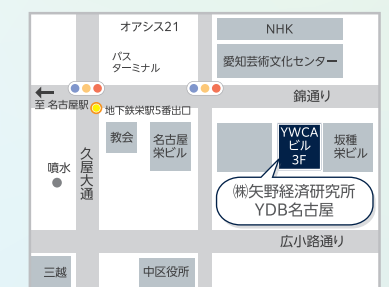 オアシス21
NHK
バス
ターミナル
愛知芸術文化センター
錦通り
至 名古屋駅
地下鉄栄駅5番出口
教会
名古屋
栄ビル
YWCA
ビル
3F
坂種
栄ビル
久屋大通
噴水
㈱矢野経済研究所
YDB名古屋
広小路通り
三越
中区役所